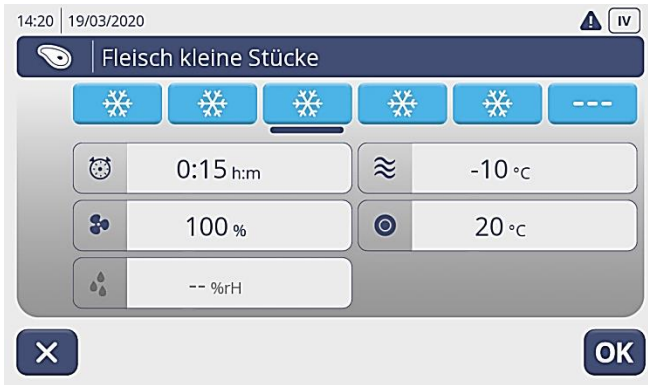 14:20 19/03/2020 IV
Fleisch kleine Stücke
---
0:15 h:m -10 °C
100 % 20 °C
-- %rH
OK